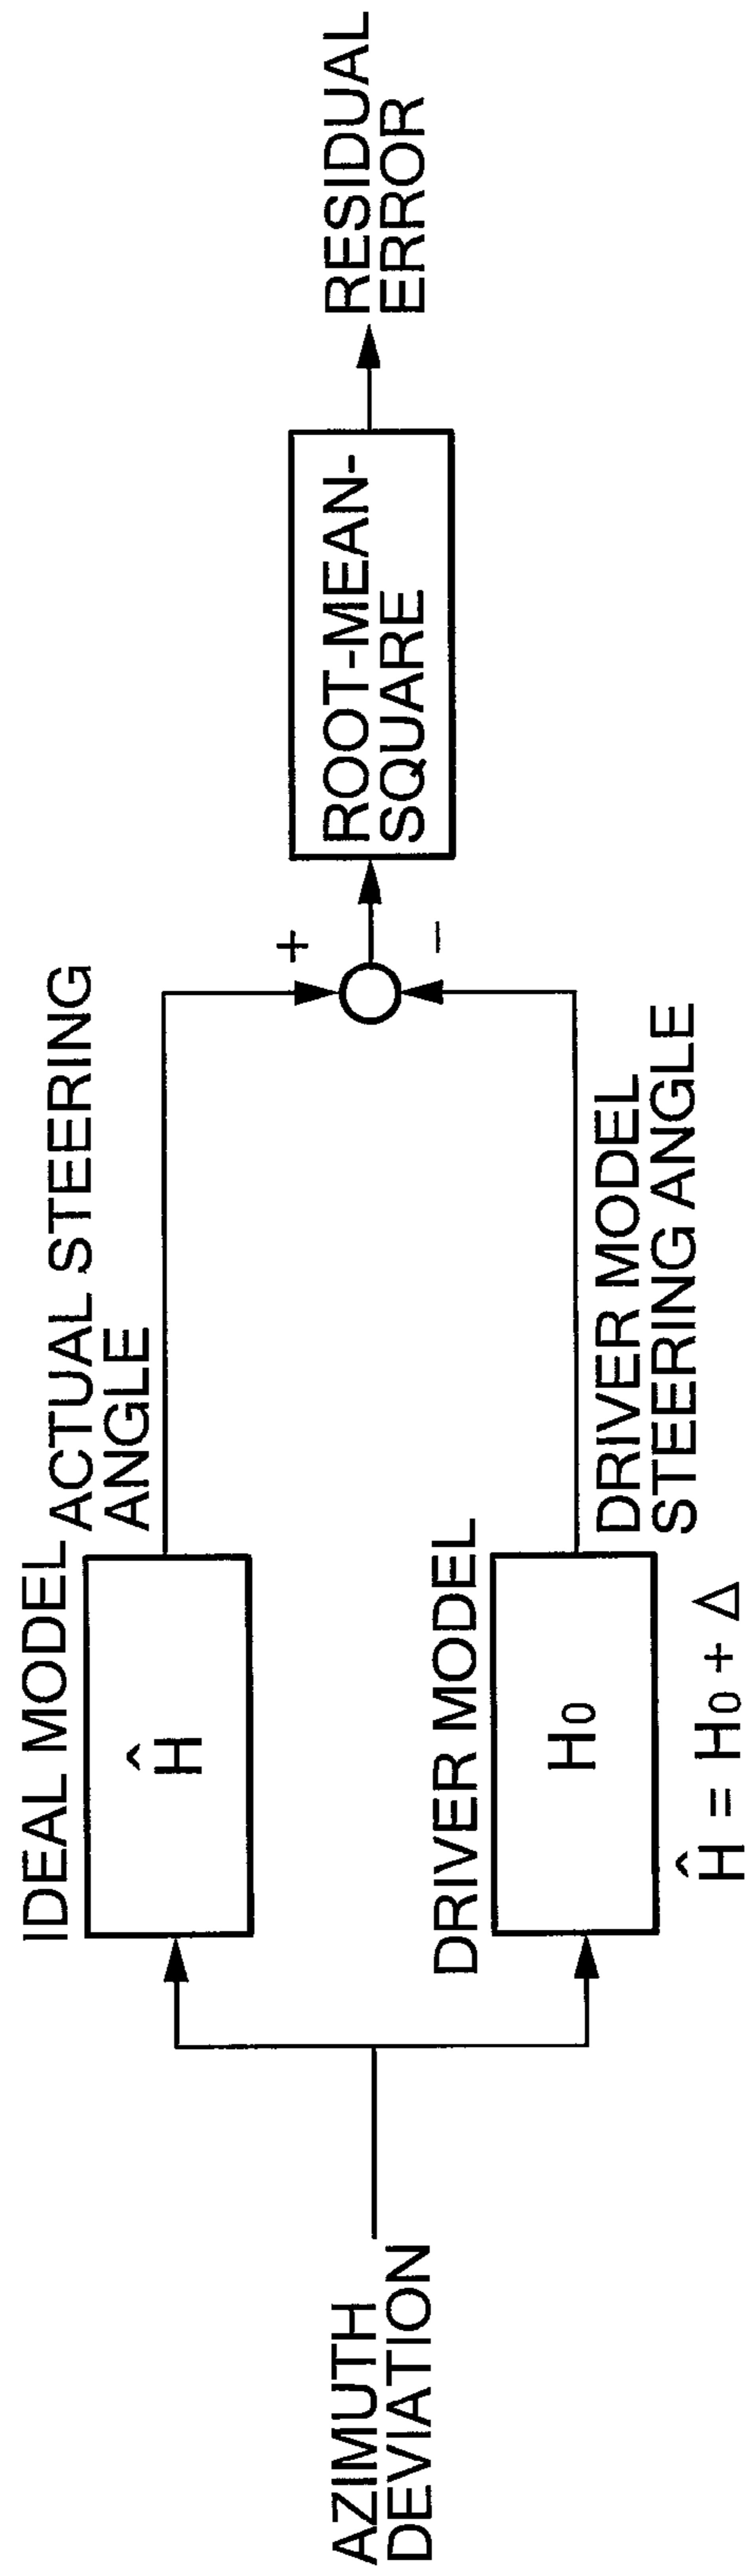 AZIMUTH
DEVIATION
IDEAL MODEL
Ĥ
ACTUAL STEERING
ANGLE
DRIVER MODEL
H₀
Ĥ = H₀ + Δ
DRIVER MODEL
STEERING ANGLE
+
−
ROOT-MEAN-
SQUARE
RESIDUAL
ERROR